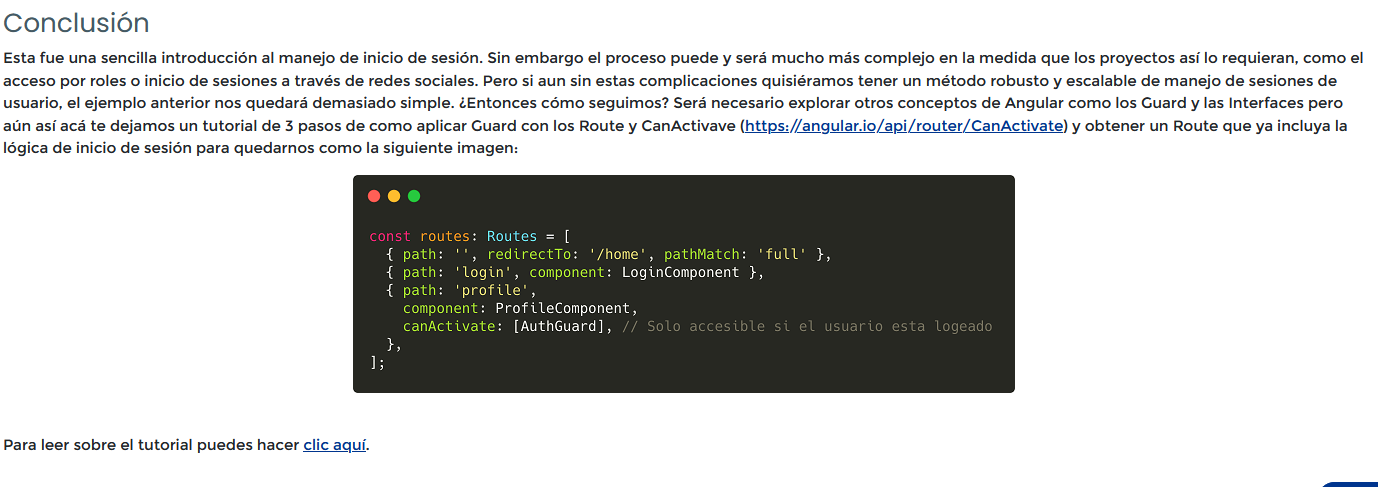 Conclusión
Esta fue una sencilla introducción al manejo de inicio de sesión. Sin embargo el proceso puede y será mucho más complejo en la medida que los proyectos así lo requieran, como el
acceso por roles o inicio de sesiones a través de redes sociales. Pero si aun sin estas complicaciones quisiéramos tener un método robusto y escalable de manejo de sesiones de
usuario, el ejemplo anterior nos quedará demasiado simple. ¿Entonces cómo seguimos? Será necesario explorar otros conceptos de Angular como los Guard y las Interfaces pero
aún así acá te dejamos un tutorial de 3 pasos de como aplicar Guard con los Route y CanActivave (https://angular.io/api/router/CanActivate) y obtener un Route que ya incluya la
lógica de inicio de sesión para quedarnos como la siguiente imagen:
const routes: Routes = [
  { path: '', redirectTo: '/home', pathMatch: 'full' },
  { path: 'login', component: LoginComponent },
  { path: 'profile',
    component: ProfileComponent,
    canActivate: [AuthGuard], // Solo accesible si el usuario esta logeado
  },
];
Para leer sobre el tutorial puedes hacer clic aquí.